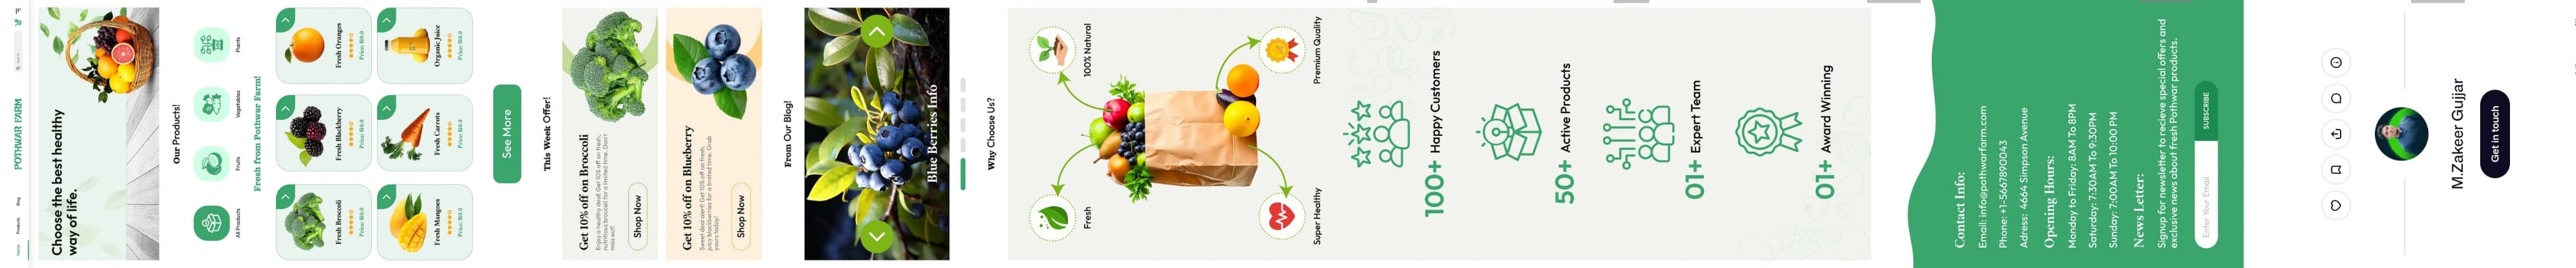 Home Products Blog POTHWAR FARM Search
Choose the best healthy
way of life.
Our Products!
All Products Fruits Vegetables Plants
Fresh from Pothwar Farm!
Fresh Broccoli Fresh Blackberry Fresh Oranges
Price: $10.0 Price: $10.0 Price: $10.0
Fresh Mangoes Fresh Carrots Organic Juice
Price: $10.0 Price: $10.0 Price: $10.0
See More
This Week Offer!
Get 10% off on Broccoli
Enjoy a healthy deal! Get 10% off on fresh,
nutritious broccoli for a limited time. Don't
miss out!
Shop Now
Get 10% off on Blueberry
Sweet deal alert! Get 10% off on fresh,
juicy blueberries for a limited time. Grab
yours today!
Shop Now
From Our Blog!
Blue Berries Info
Why Choose Us?
Fresh 100% Natural
Super Healthy Premium Quality
100+ Happy Customers
50+ Active Products
01+ Expert Team
01+ Award Winning
Contact Info:
Email: info@pothwarfarm.com
Phone: +1-5667890043
Adress: 4664 Simpson Avenue
Opening Hours:
Monday to Friday: 8AM To 8PM
Saturday: 7:30AM To 9:30PM
Sunday: 7:00AM To 10:00 PM
News Letter:
Signup for newsletter to recieve special offers and
exclusive news about fresh Pothwar products.
Enter Your Email SUBSCRIBE
M.Zakeer Gujjar
Get in touch